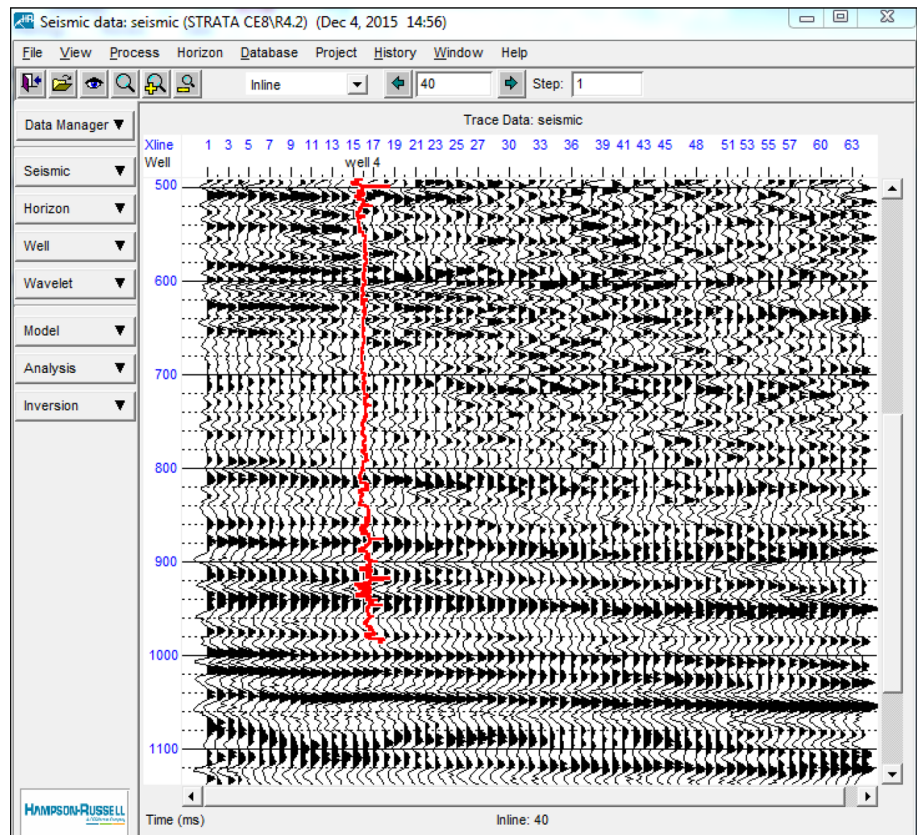 Seismic data: seismic (STRATA CE8\R4.2) (Dec 4, 2015 14:56)
File View Process Horizon Database Project History Window Help
Inline 40 Step: 1
Data Manager ▼
Seismic ▼
Horizon ▼
Well ▼
Wavelet ▼
Model ▼
Analysis ▼
Inversion ▼
Trace Data: seismic
Xline 1 3 5 7 9 11 13 15 17 19 21 23 25 27 30 33 36 39 41 43 45 48 51 53 55 57 60 63
Well well 4
500
600
700
800
900
1000
1100
HAMPSON-RUSSELL
Time (ms) Inline: 40